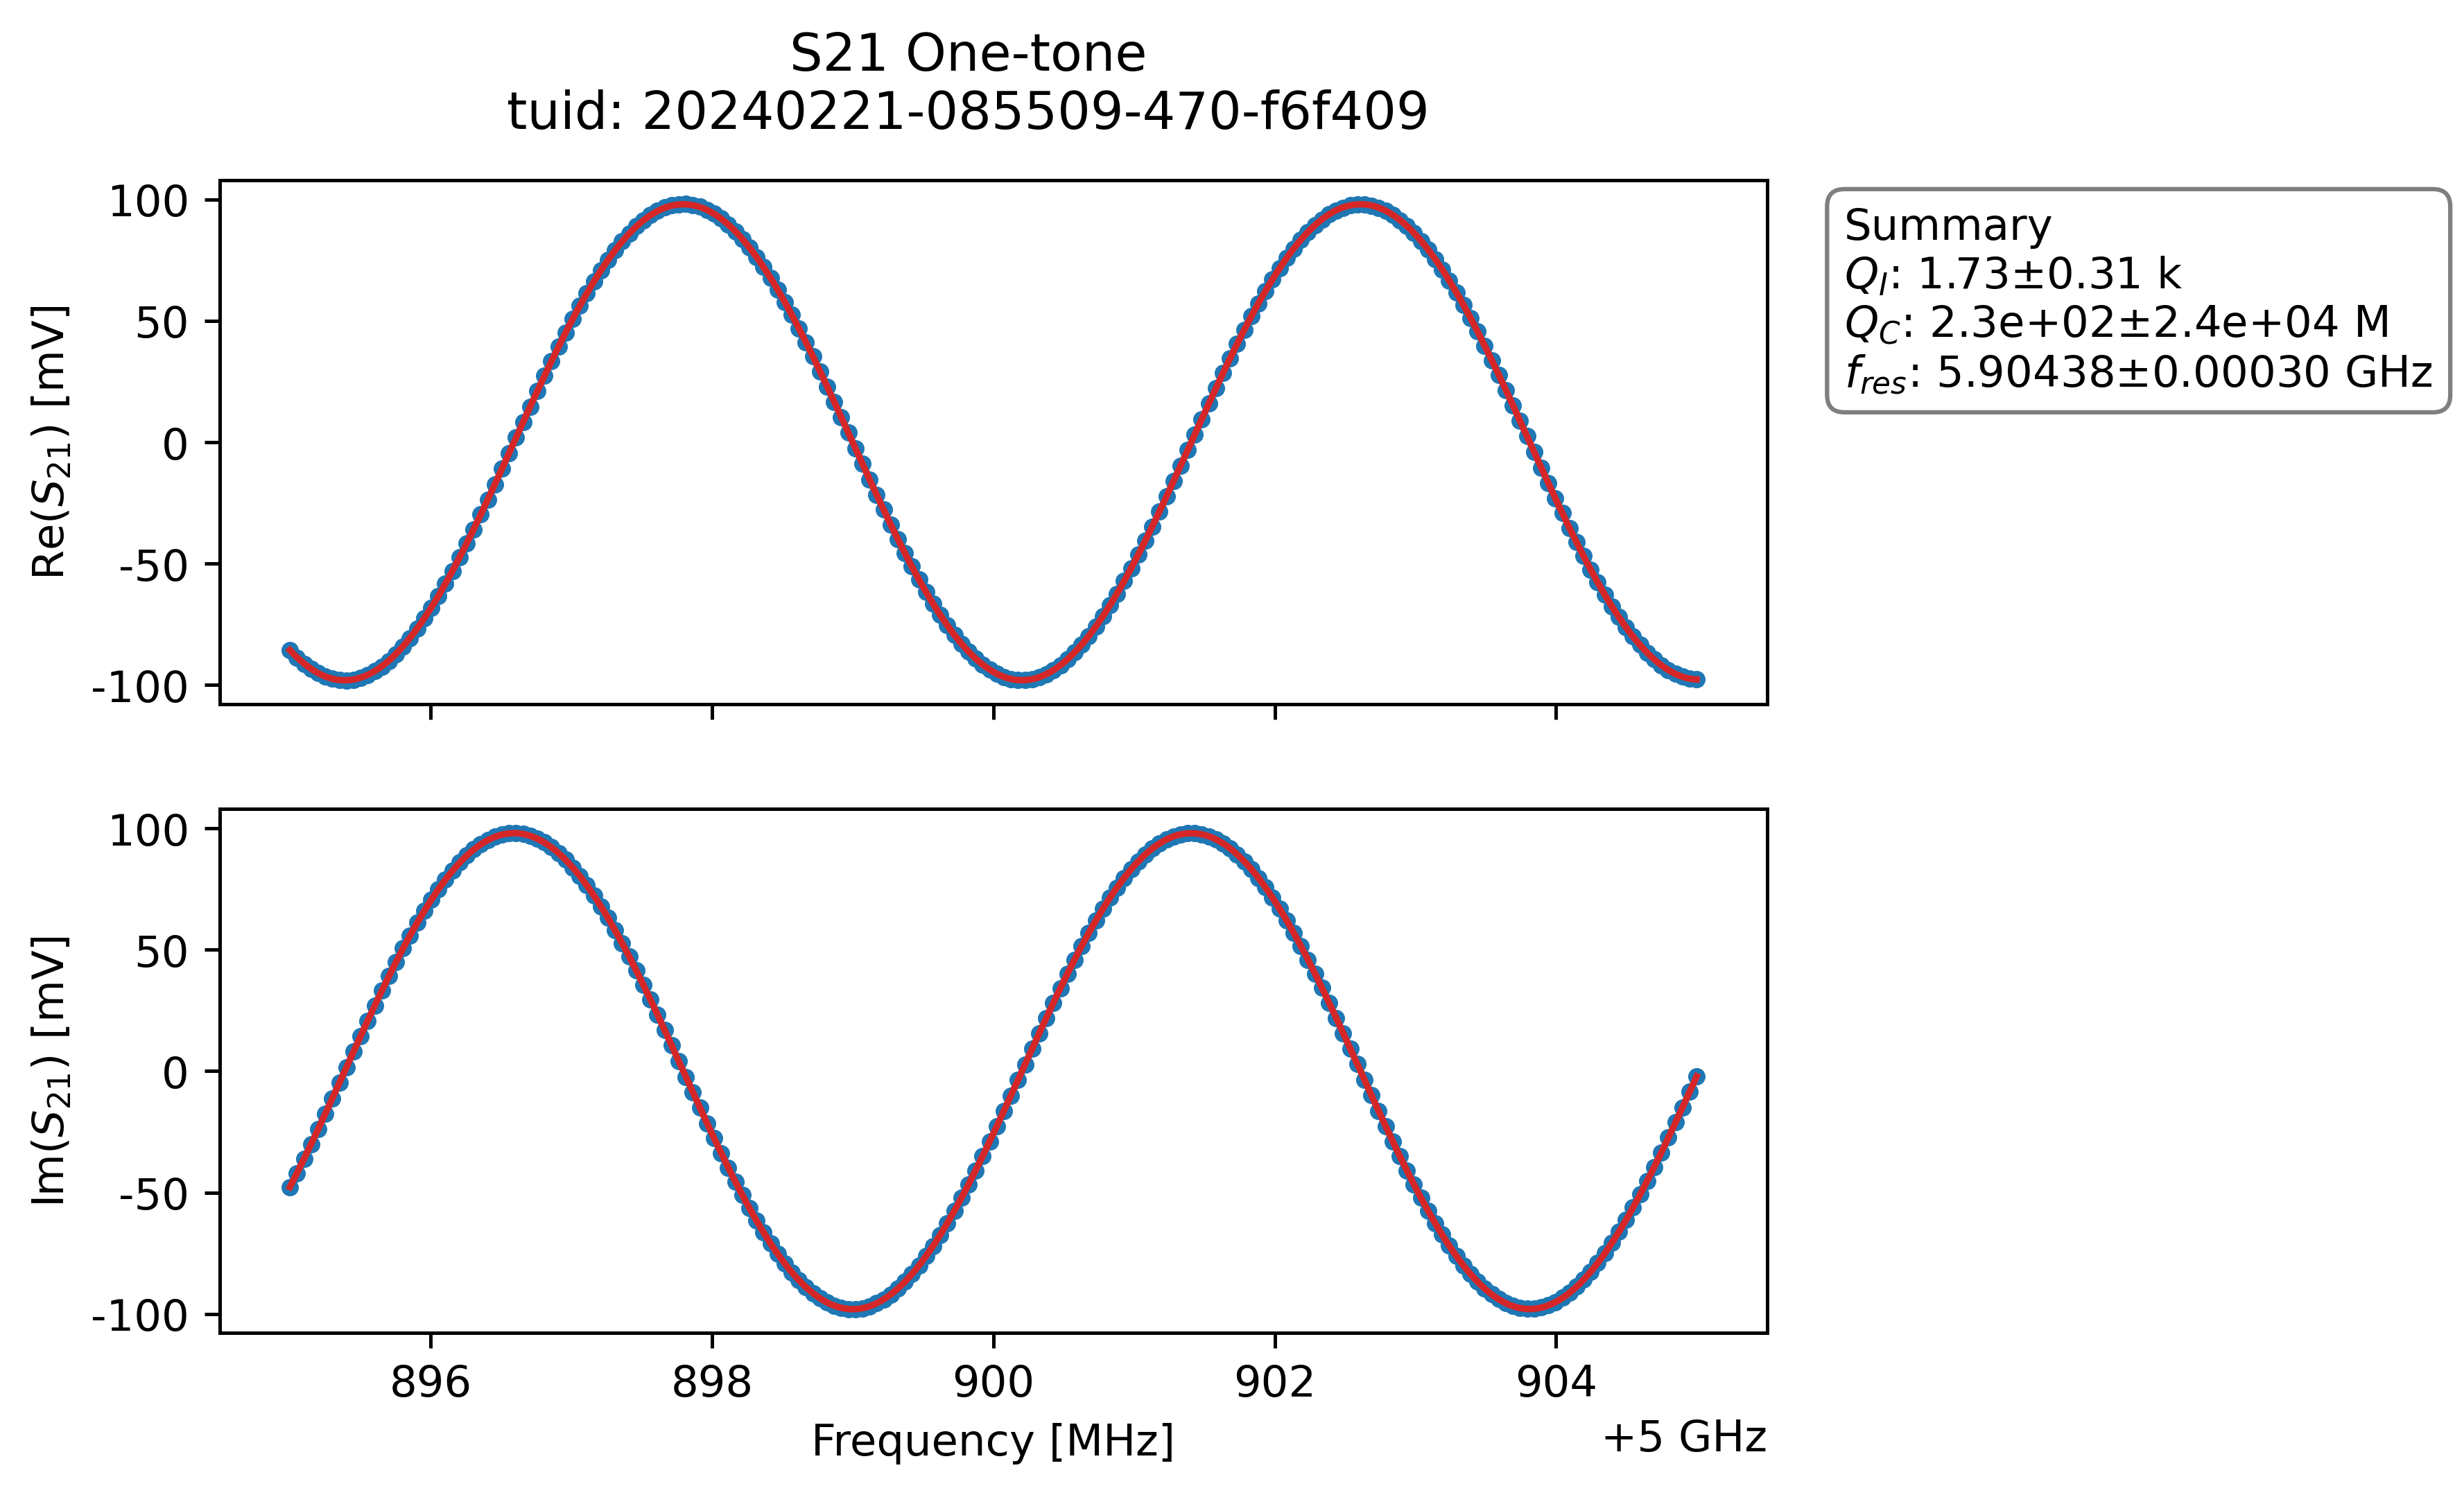 S21 One-tone
tuid: 20240221-085509-470-f6f409
100
50
0
-50
-100
Re(S21) [mV]
Summary
QI: 1.73±0.31 k
QC: 2.3e+02±2.4e+04 M
fres: 5.90438±0.00030 GHz
100
50
0
-50
-100
Im(S21) [mV]
896 898 900 902 904
Frequency [MHz]
+5 GHz